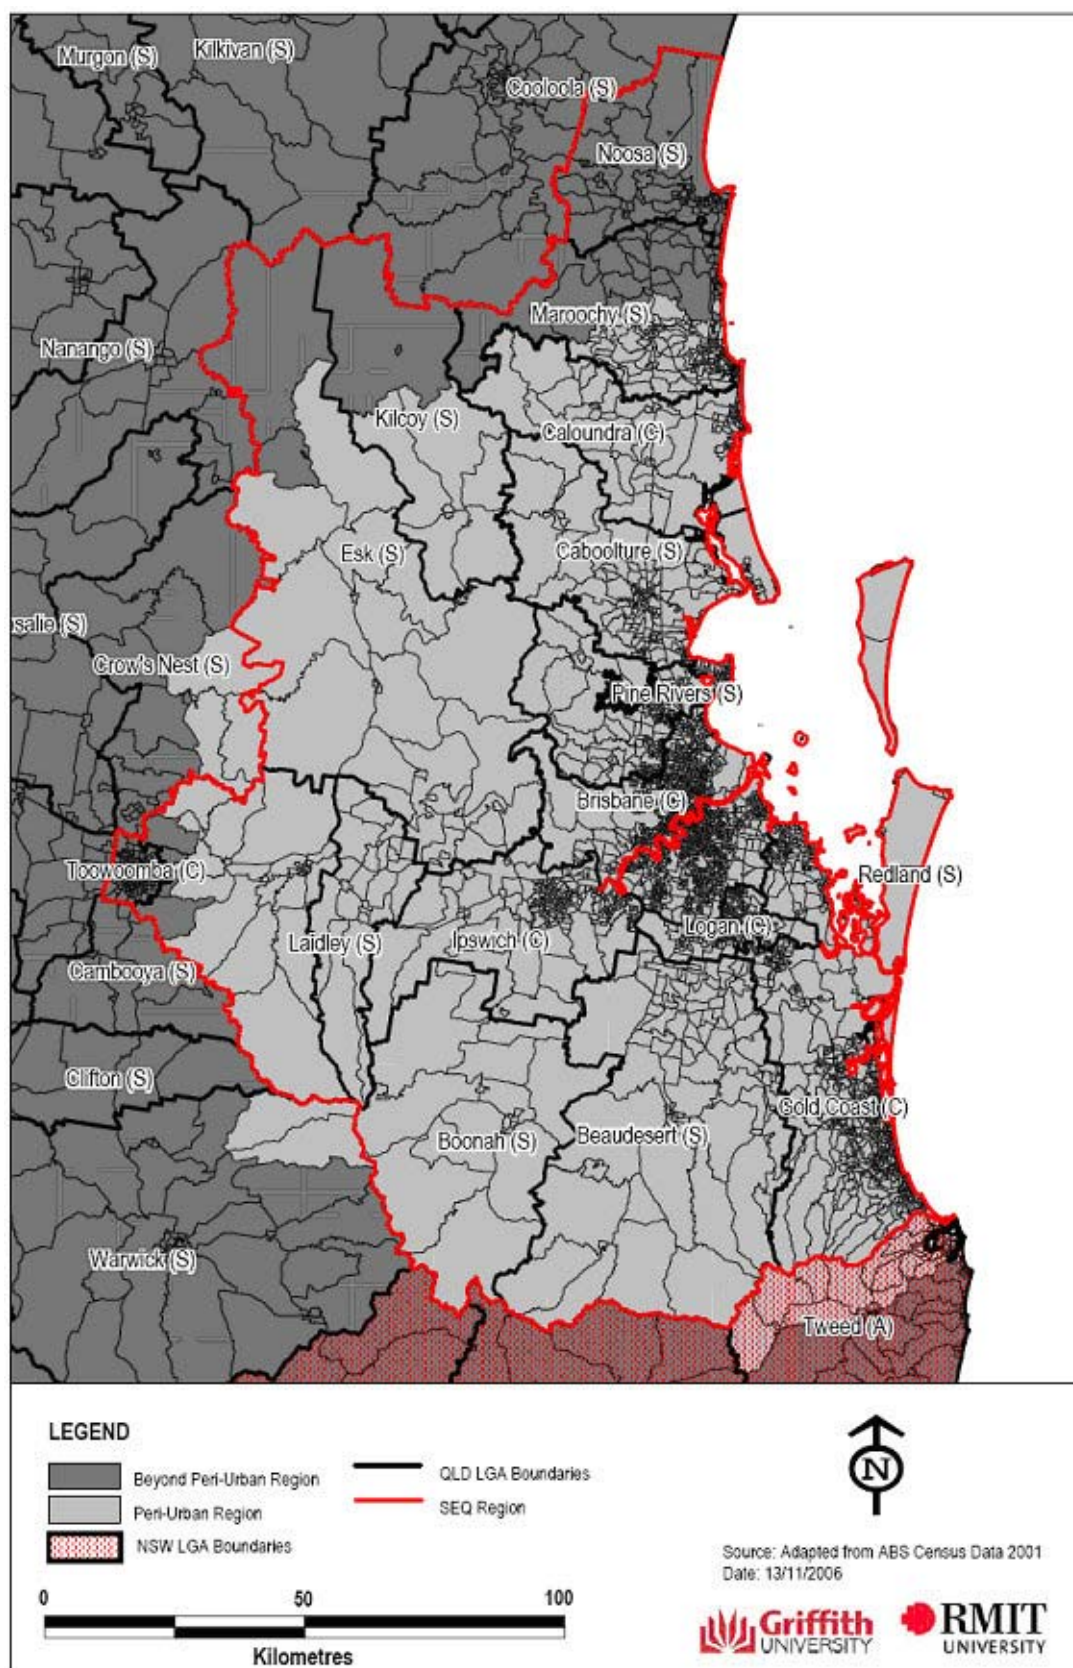 Murgon (S)
Kilkivan (S)
Cooloola (S)
Noosa (S)
Maroochy (S)
Nanango (S)
Kilcoy (S)
Caloundra (C)
Esk (S)
Caboolture (S)
salie (S)
Crow's Nest (S)
Pine Rivers (S)
Brisbane (C)
Toowoomba (C)
Redland (S)
Laidley (S)
Ipswich (C)
Logan (C)
Cambooya (S)
Clifton (S)
Gold Coast (C)
Boonah (S)
Beaudesert (S)
Warwick (S)
Tweed (A)
LEGEND
Beyond Peri-Urban Region
Peri-Urban Region
NSW LGA Boundaries
QLD LGA Boundaries
SEQ Region
N
0 50 100
Kilometres
Source: Adapted from ABS Census Data 2001
Date: 13/11/2006
Griffith
UNIVERSITY
RMIT
UNIVERSITY